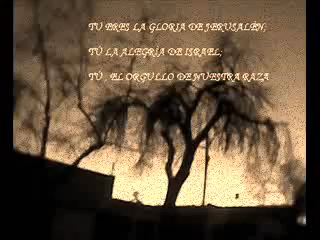 TÚ ERES LA GLORIA DE JERUSALÉN;
TÚ LA ALEGRÍA DE ISRAEL;
TÚ, EL ORGULLO DE NUESTRA RAZA